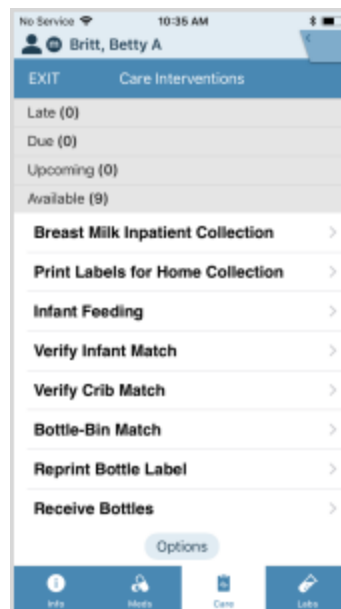 No Service 10:35 AM
Britt, Betty A
EXIT Care Interventions
Late (0)
Due (0)
Upcoming (0)
Available (9)
Breast Milk Inpatient Collection
Print Labels for Home Collection
Infant Feeding
Verify Infant Match
Verify Crib Match
Bottle-Bin Match
Reprint Bottle Label
Receive Bottles
Options
Info Meds Care Labs